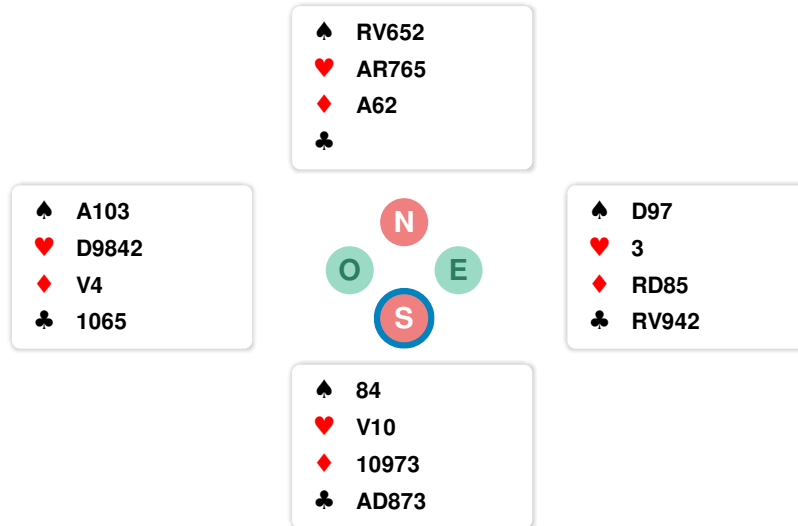 ♠ RV652
♥ AR765
♦ A62
♣
♠ A103
♥ D9842
♦ V4
♣ 1065
N
O E
S
♠ D97
♥ 3
♦ RD85
♣ RV942
♠ 84
♥ V10
♦ 10973
♣ AD873